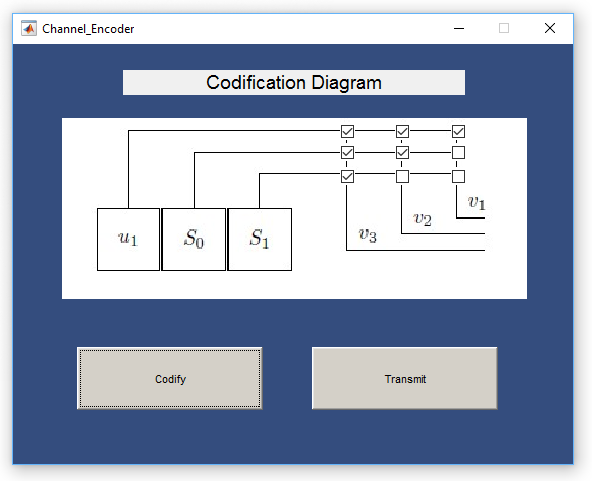 Channel_Encoder
Codification Diagram
u₁ S₀ S₁
v₁
v₂
v₃
Codify Transmit